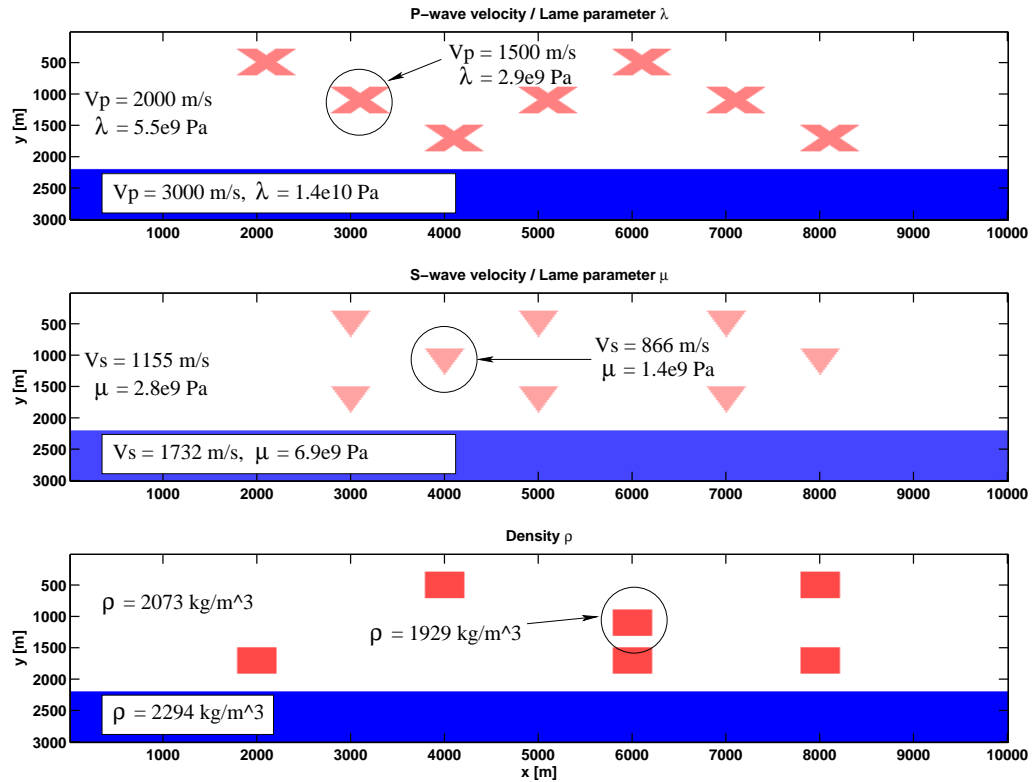 P-wave velocity / Lame parameter λ
Vp = 1500 m/s
λ = 2.9e9 Pa
Vp = 2000 m/s
λ = 5.5e9 Pa
Vp = 3000 m/s, λ = 1.4e10 Pa
y [m]
500
1000
1500
2000
2500
3000
1000 2000 3000 4000 5000 6000 7000 8000 9000 10000
S-wave velocity / Lame parameter μ
Vs = 1155 m/s
μ = 2.8e9 Pa
Vs = 866 m/s
μ = 1.4e9 Pa
Vs = 1732 m/s, μ = 6.9e9 Pa
y [m]
500
1000
1500
2000
2500
3000
1000 2000 3000 4000 5000 6000 7000 8000 9000 10000
Density ρ
ρ = 2073 kg/m^3
ρ = 1929 kg/m^3
ρ = 2294 kg/m^3
y [m]
500
1000
1500
2000
2500
3000
1000 2000 3000 4000 5000 6000 7000 8000 9000 10000
x [m]